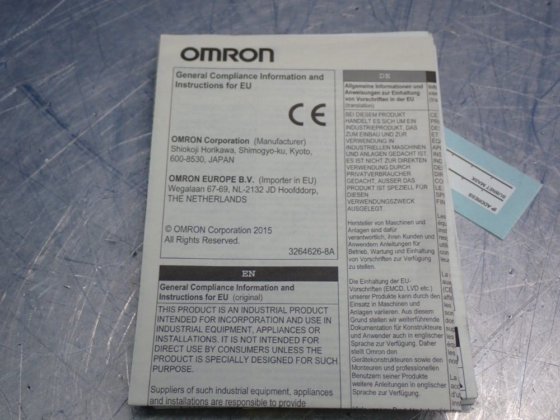 OMRON
General Compliance Information and
Instructions for EU
CE
OMRON Corporation (Manufacturer)
Shiokoji Horikawa, Shimogyo-ku, Kyoto,
600-8530, JAPAN
OMRON EUROPE B.V. (Importer in EU)
Wegalaan 67-69, NL-2132 JD Hoofddorp,
THE NETHERLANDS
© OMRON Corporation 2015
All Rights Reserved.
3264626-8A
EN
General Compliance Information and
Instructions for EU (original)
THIS PRODUCT IS AN INDUSTRIAL PRODUCT
INTENDED FOR INCORPORATION AND USE IN
INDUSTRIAL EQUIPMENT, APPLIANCES OR
INSTALLATIONS. IT IS NOT INTENDED FOR
DIRECT USE BY CONSUMERS UNLESS THE
PRODUCT IS SPECIALLY DESIGNED FOR SUCH
PURPOSE.
Suppliers of such industrial equipment, appliances
and installations are responsible to provide
DE
Allgemeine Informationen und
Anweisungen zur Einhaltung
von Vorschriften in der EU
(translation)
BEI DIESEM PRODUKT
HANDELT ES SICH UM EIN
INDUSTRIEPRODUKT, DAS
ZUM EINBAU UND ZUR
VERWENDUNG IN
INDUSTRIELLEN MASCHINEN
UND ANLAGEN GEDACHT IST.
ES IST NICHT ZUR DIREKTEN
VERWENDUNG DURCH
PRIVATVERBRAUCHER
GEDACHT, AUSSER DAS
PRODUKT IST SPEZIELL FÜR
DIESEN
VERWENDUNGSZWECK
AUSGELEGT.
Hersteller von Maschinen und
Anlagen sind dafür
verantwortlich, ihren Kunden und
Anwendern Anleitungen für
Betrieb, Wartung und Einhaltung
von Vorschriften zur Verfügung
zu stellen.
Die Einhaltung der EU-
Vorschriften (EMCD, LVD etc.)
unserer Produkte kann durch den
Einsatz in Maschinen und
Anlagen variieren. Aus diesem
Grund stellen wir weiterführende
Dokumentation für Konstrukteure
und Anwender auch in englischer
Sprache zur Verfügung. Daher
stellt Omron den
Gerätekonstrukteuren sowie den
Monteuren und professionellen
Benutzern seiner Produkte
weitere Anleitungen in englischer
Sprache zur Verfügung.
IP ADDRESS
SUBNET MASK